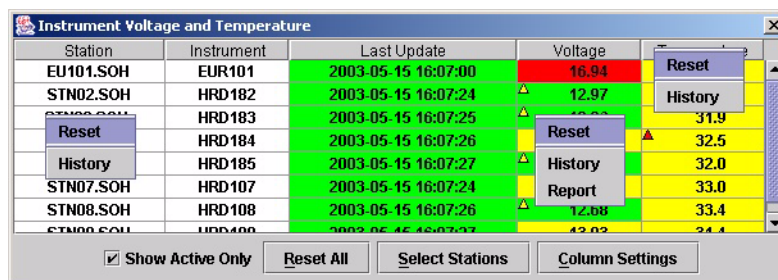 Instrument Voltage and Temperature
Station Instrument Last Update Voltage
EU101.SOH EUR101 2003-05-15 16:07:00 16.94 Reset
STN02.SOH HRD182 2003-05-15 16:07:24 12.97 History
HRD183 2003-05-15 16:07:25 31.9
Reset HRD184 2003-05-15 16:07:26 Reset 32.5
History HRD185 2003-05-15 16:07:27 History 32.0
STN07.SOH HRD107 2003-05-15 16:07:24 Report 33.0
STN08.SOH HRD108 2003-05-15 16:07:26 12.68 33.4
Show Active Only Reset All Select Stations Column Settings